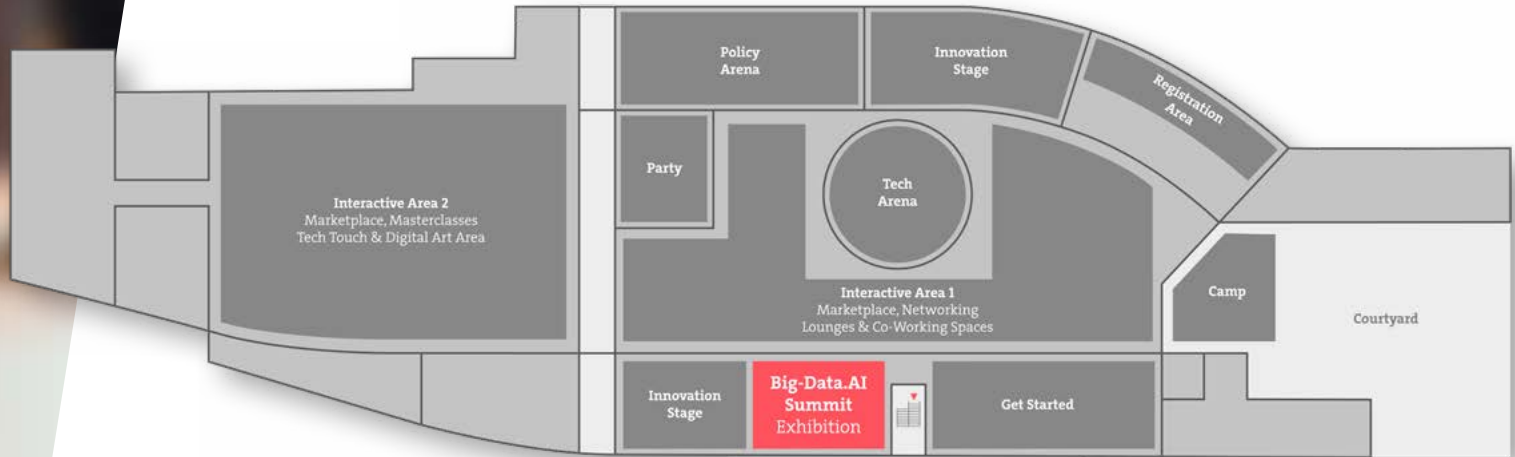 Policy
Arena
Innovation
Stage
Registration
Area
Party
Tech
Arena
Interactive Area 2
Marketplace, Masterclasses
Tech Touch & Digital Art Area
Interactive Area 1
Marketplace, Networking
Lounges & Co-Working Spaces
Camp
Courtyard
Innovation
Stage
Big-Data.AI
Summit
Exhibition
Get Started